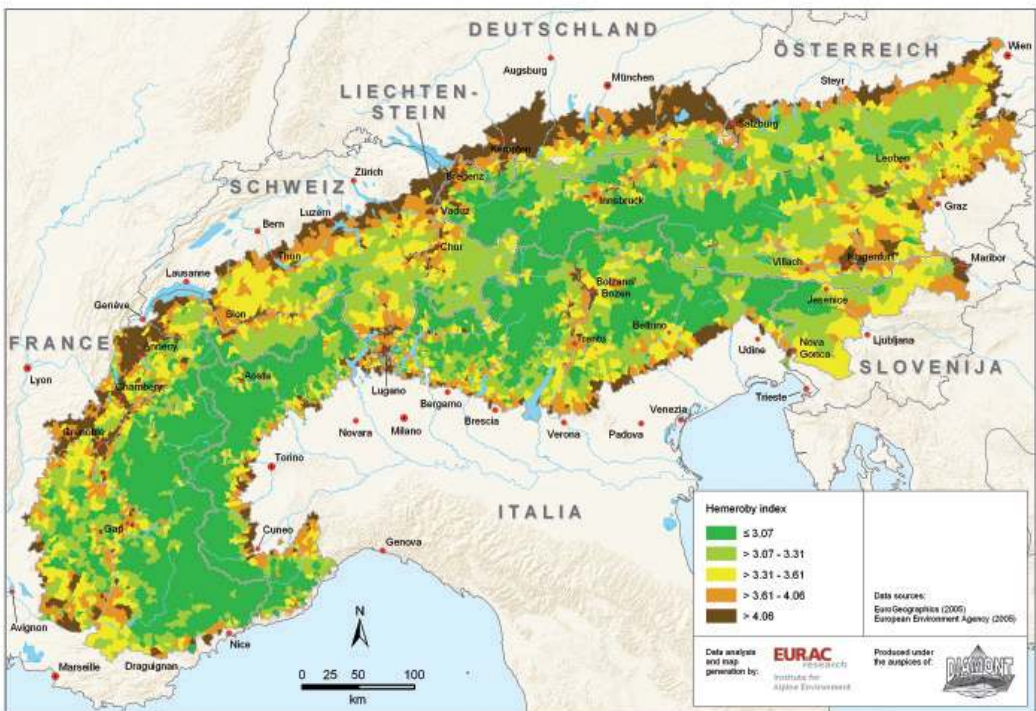 DEUTSCHLAND
ÖSTERREICH
Wien
Augsburg
München
Steyr
LIECHTEN-
STEIN
Salzburg
Kempten
Leoben
Bregenz
Zürich
SCHWEIZ
Innsbruck
Luzern
Vaduz
Graz
Bern
Chur
Thun
Klagenfurt
Villach
Maribor
Lausanne
Bolzano/
Brixen
Jesenice
Genève
Sion
Belluno
Ljubljana
FRANCE
Annecy
Trento
Nova
Gorica
Udine
SLOVENIJA
Lyon
Chambéry
Aosta
Lugano
Bergamo
Trieste
Brescia
Venezia
Grenoble
Novara
Milano
Verona
Padova
Torino
ITALIA
Gap
Cuneo
Genova
Avignon
N
Nice
Marseille
Draguignan
0 25 50 100
km
Hemeroby index
≤ 3.07
> 3.07 - 3.31
> 3.31 - 3.61
> 3.61 - 4.06
> 4.06
Data sources:
EuroGeographics (2005)
European Environment Agency (2005)
Data analysis
and map
generation by:
EURAC
research
Institute for
Alpine Environment
Produced under
the auspices of:
DIAMONT